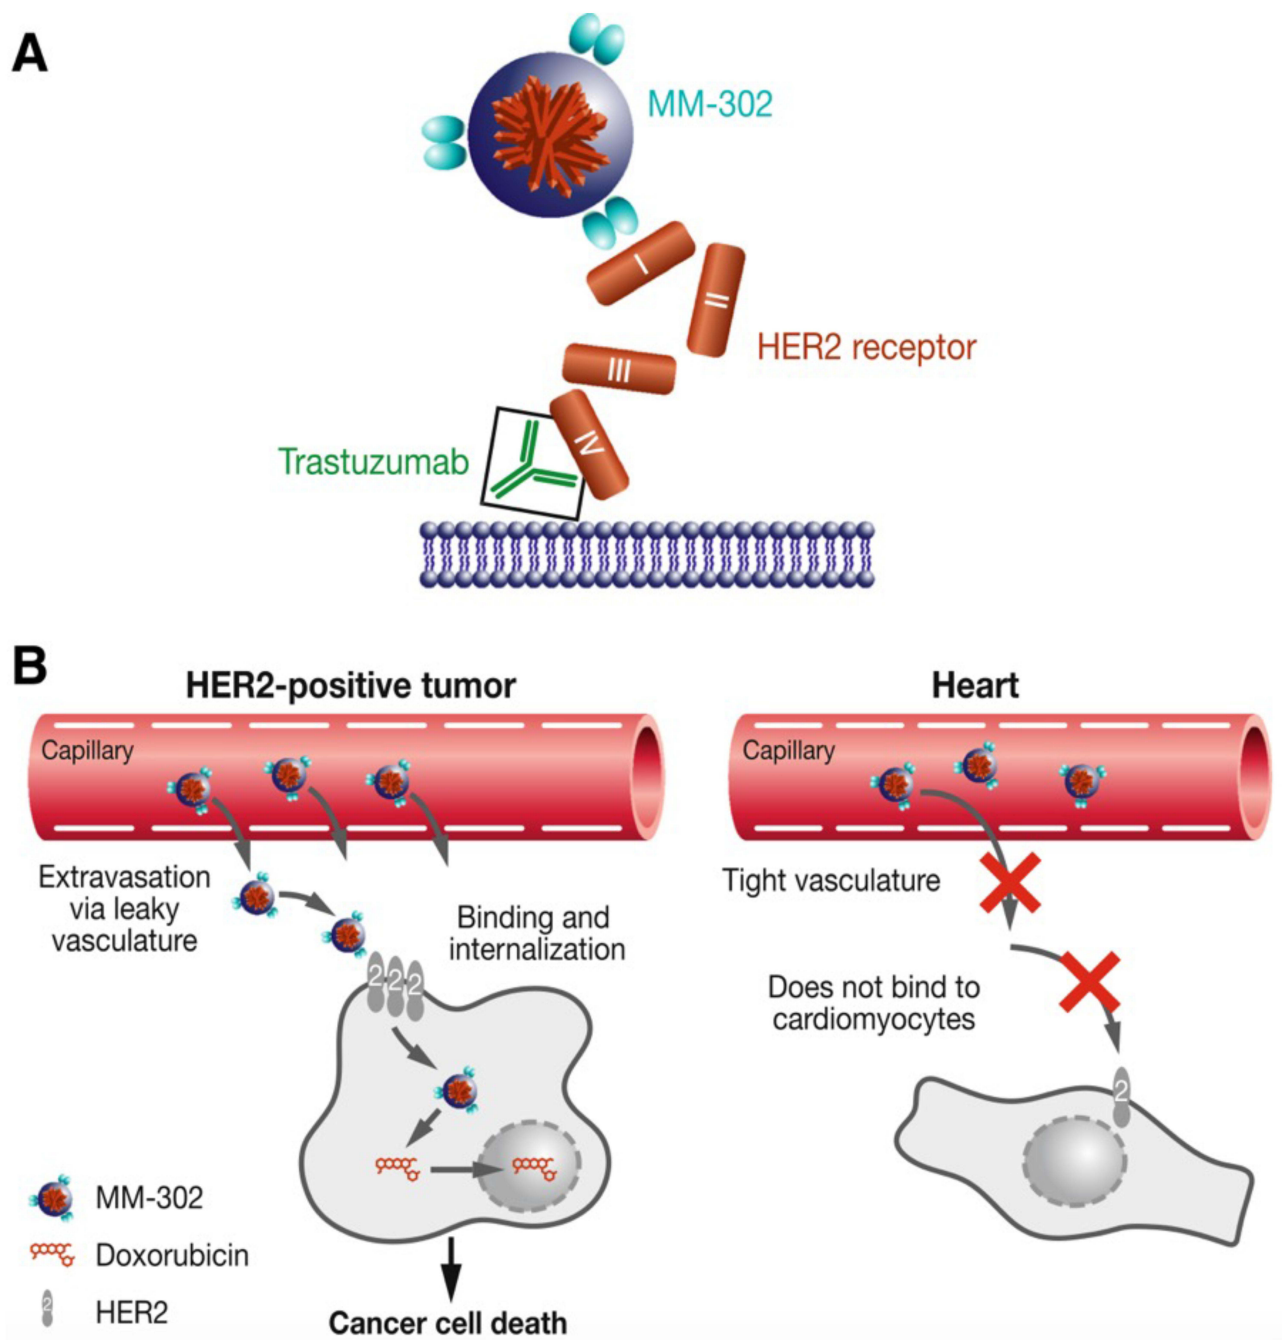 A
MM-302
I
II
HER2 receptor
III
IV
Trastuzumab
B
HER2-positive tumor
Heart
Capillary
Capillary
Extravasation
via leaky
vasculature
Binding and
internalization
Tight vasculature
Does not bind to
cardiomyocytes
2 2 2
2
MM-302
Doxorubicin
2
HER2
Cancer cell death